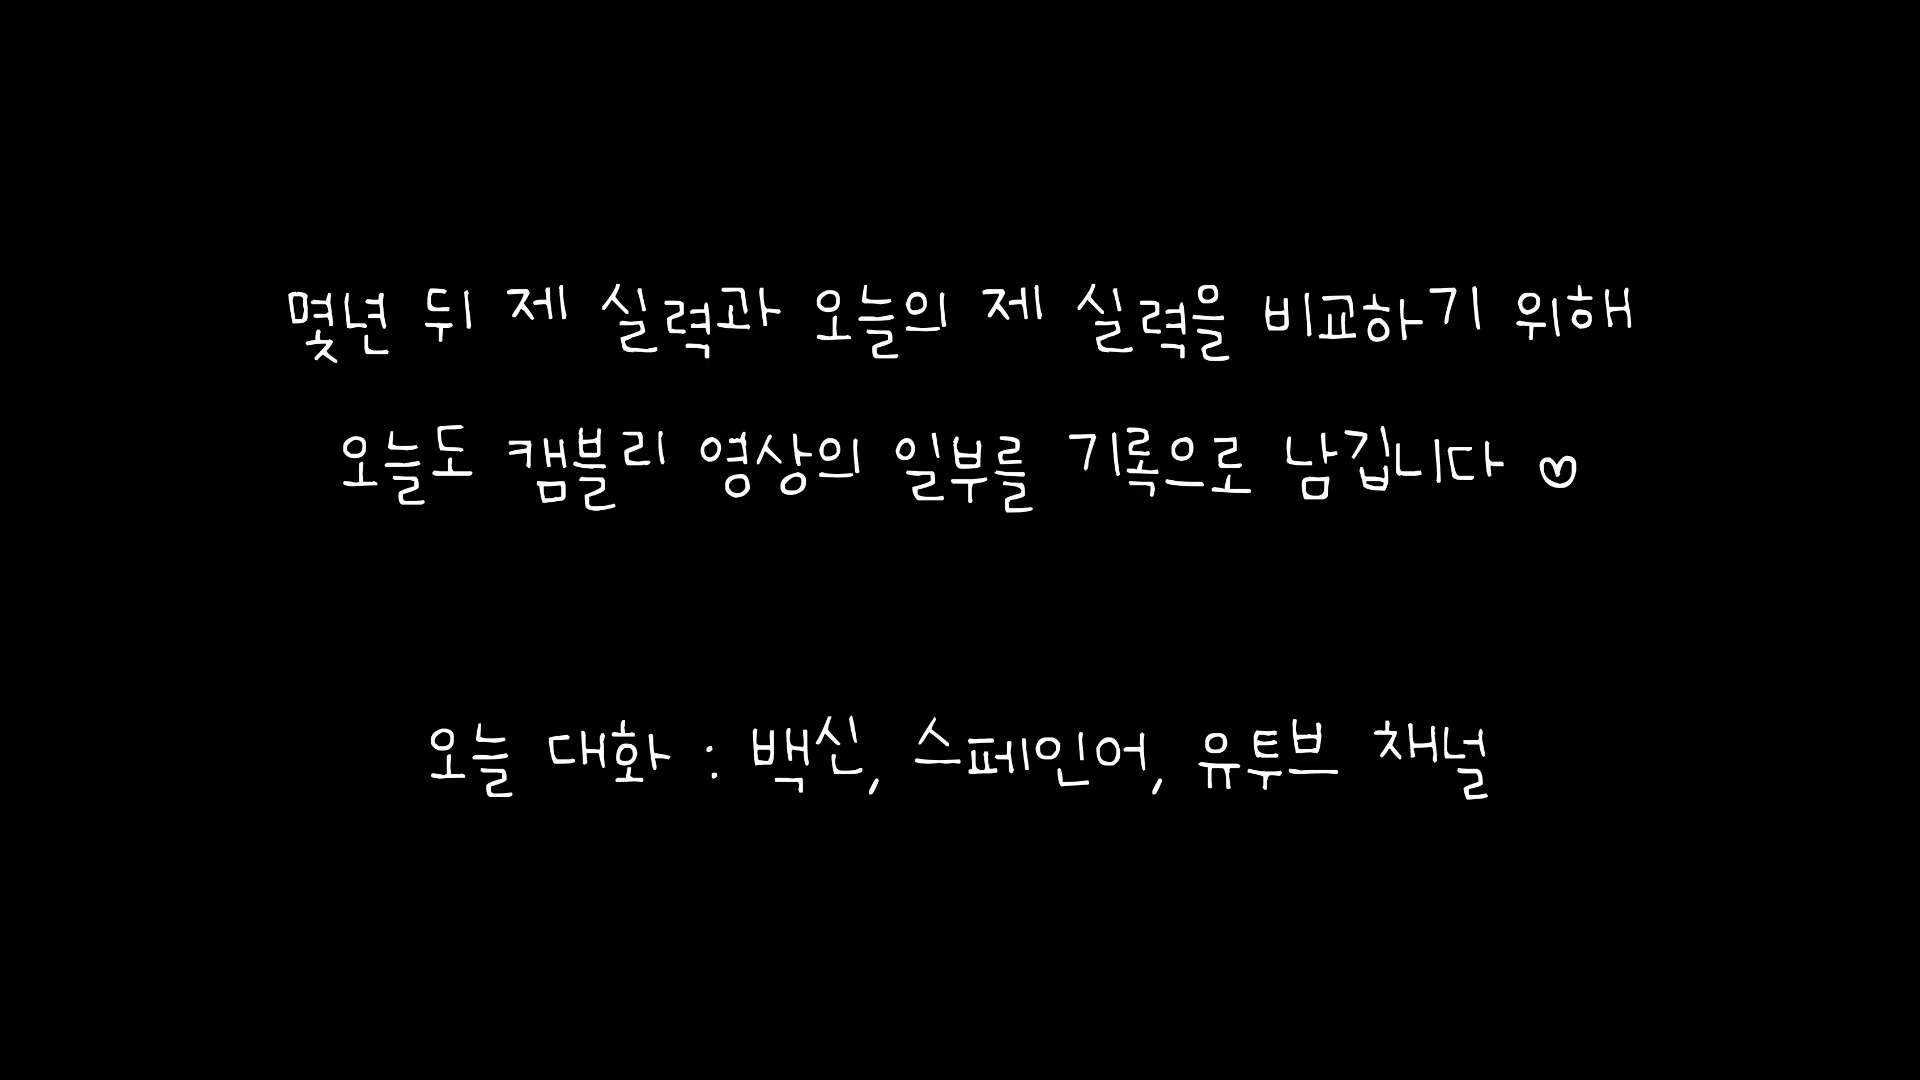 몇년 뒤 제 실력과 오늘의 제 실력을 비교하기 위해
오늘도 캠블리 영상의 일부를 기록으로 남깁니다 ♡
오늘 대화 : 백신, 스페인어, 유투브 채널